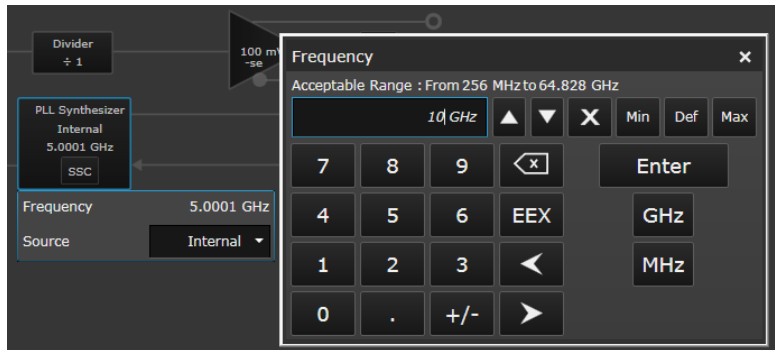 Divider
÷ 1
100 m
-se
PLL Synthesizer
Internal
5.0001 GHz
SSC
Frequency 5.0001 GHz
Source Internal
Frequency ×
Acceptable Range : From 256 MHz to 64.828 GHz
10 GHz X Min Def Max
7 8 9 Enter
4 5 6 EEX GHz
1 2 3 MHz
0 . +/-